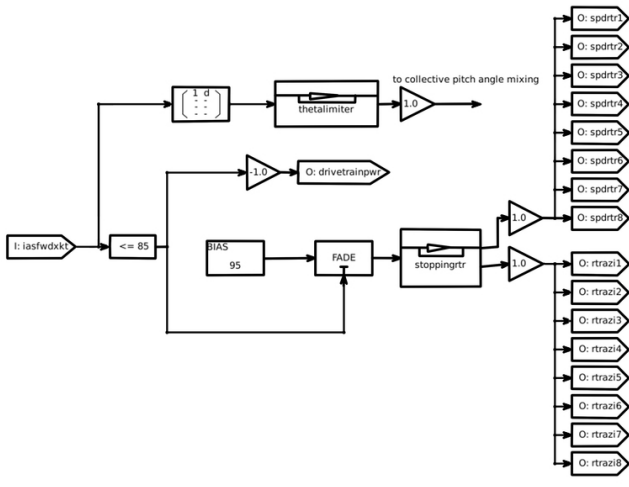 O: spdrtr1
O: spdrtr2
O: spdrtr3
O: spdrtr4
O: spdrtr5
O: spdrtr6
O: spdrtr7
O: spdrtr8
to collective pitch angle mixing
1 d
: :
: :
thetalimiter
1.0
-1.0
O: drivetrainpwr
I: iasfwdxkt
<= 85
BIAS
95
FADE
stoppingrtr
1.0
1.0
O: rtrazi1
O: rtrazi2
O: rtrazi3
O: rtrazi4
O: rtrazi5
O: rtrazi6
O: rtrazi7
O: rtrazi8